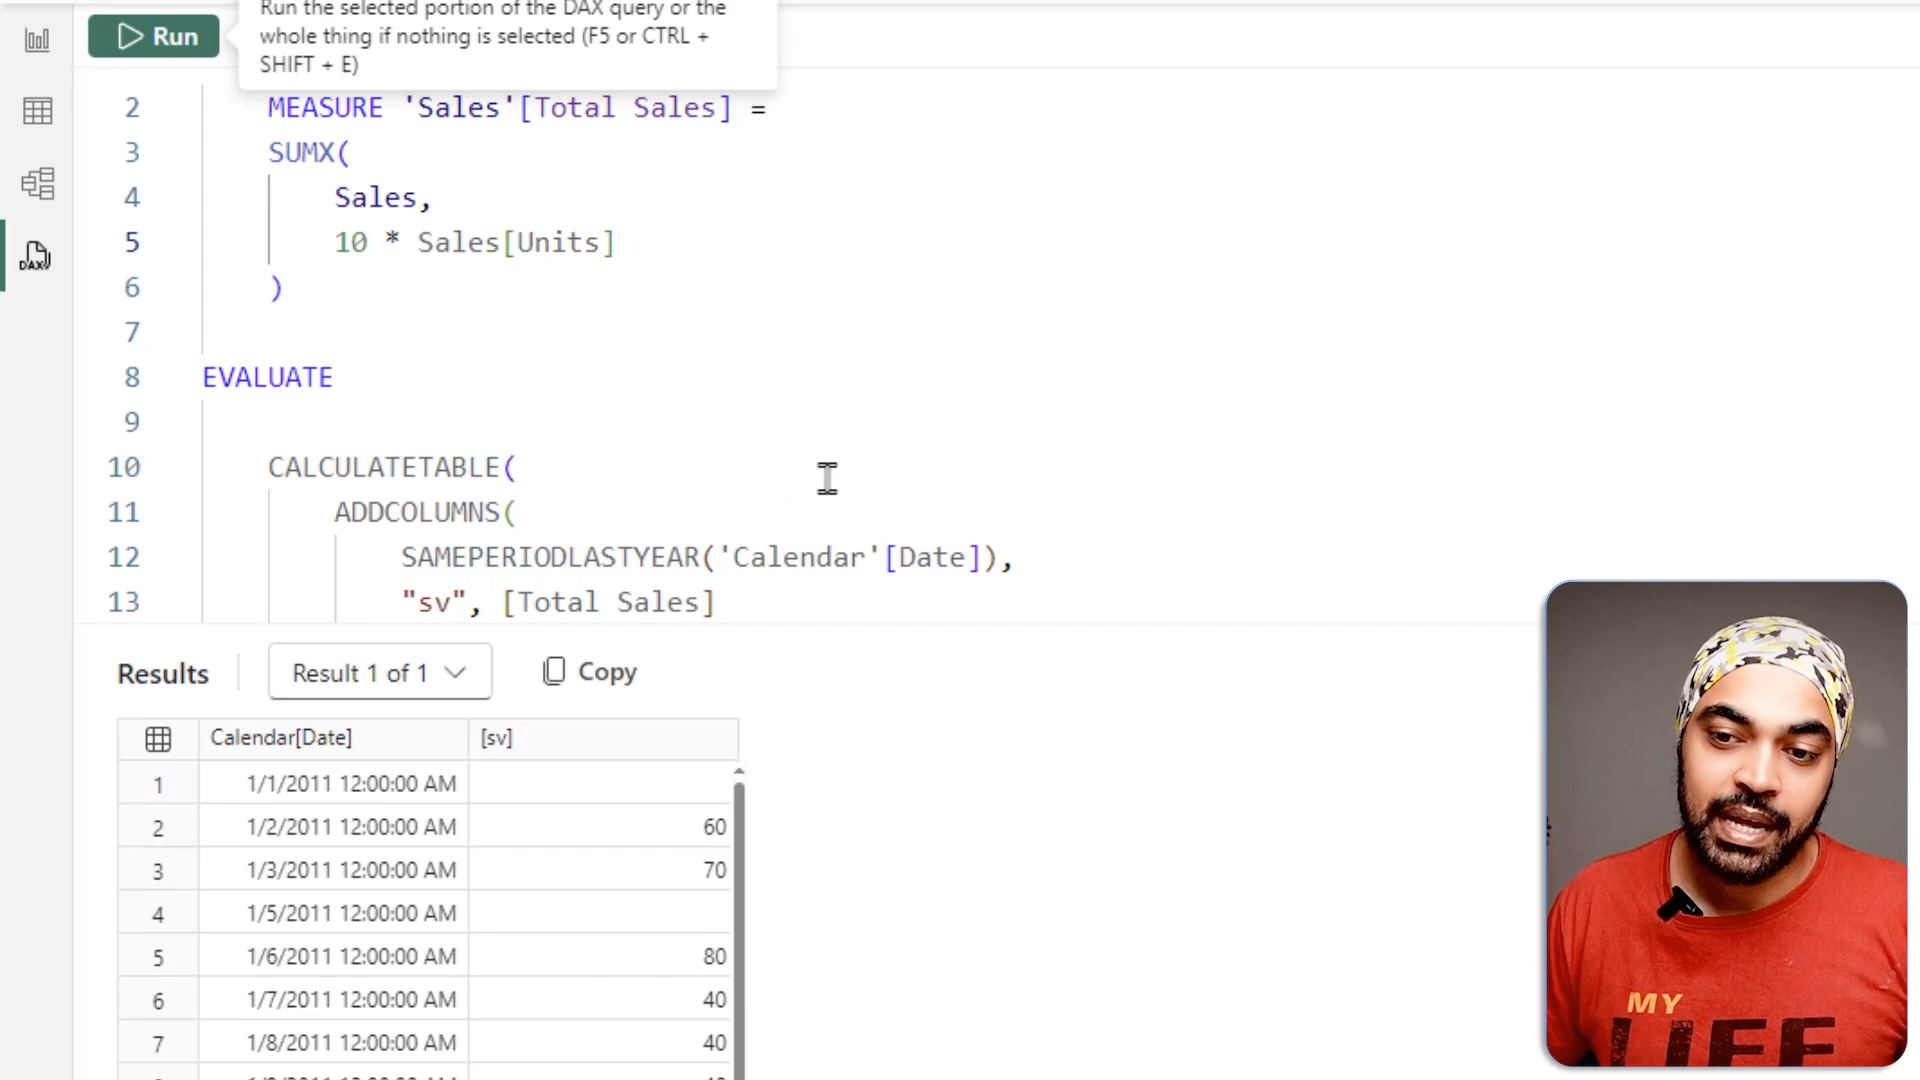 Run
Run the selected portion of the DAX query or the
whole thing if nothing is selected (F5 or CTRL +
SHIFT + E)
DAX
2 MEASURE 'Sales'[Total Sales] =
3 SUMX(
4 Sales,
5 10 * Sales[Units]
6 )
7
8 EVALUATE
9
10 CALCULATETABLE(
11 ADDCOLUMNS(
12 SAMEPERIODLASTYEAR('Calendar'[Date]),
13 "sv", [Total Sales]
Results
Result 1 of 1
Copy
Calendar[Date] [sv]
1 1/1/2011 12:00:00 AM
2 1/2/2011 12:00:00 AM 60
3 1/3/2011 12:00:00 AM 70
4 1/5/2011 12:00:00 AM
5 1/6/2011 12:00:00 AM 80
6 1/7/2011 12:00:00 AM 40
7 1/8/2011 12:00:00 AM 40
MY
LIFE